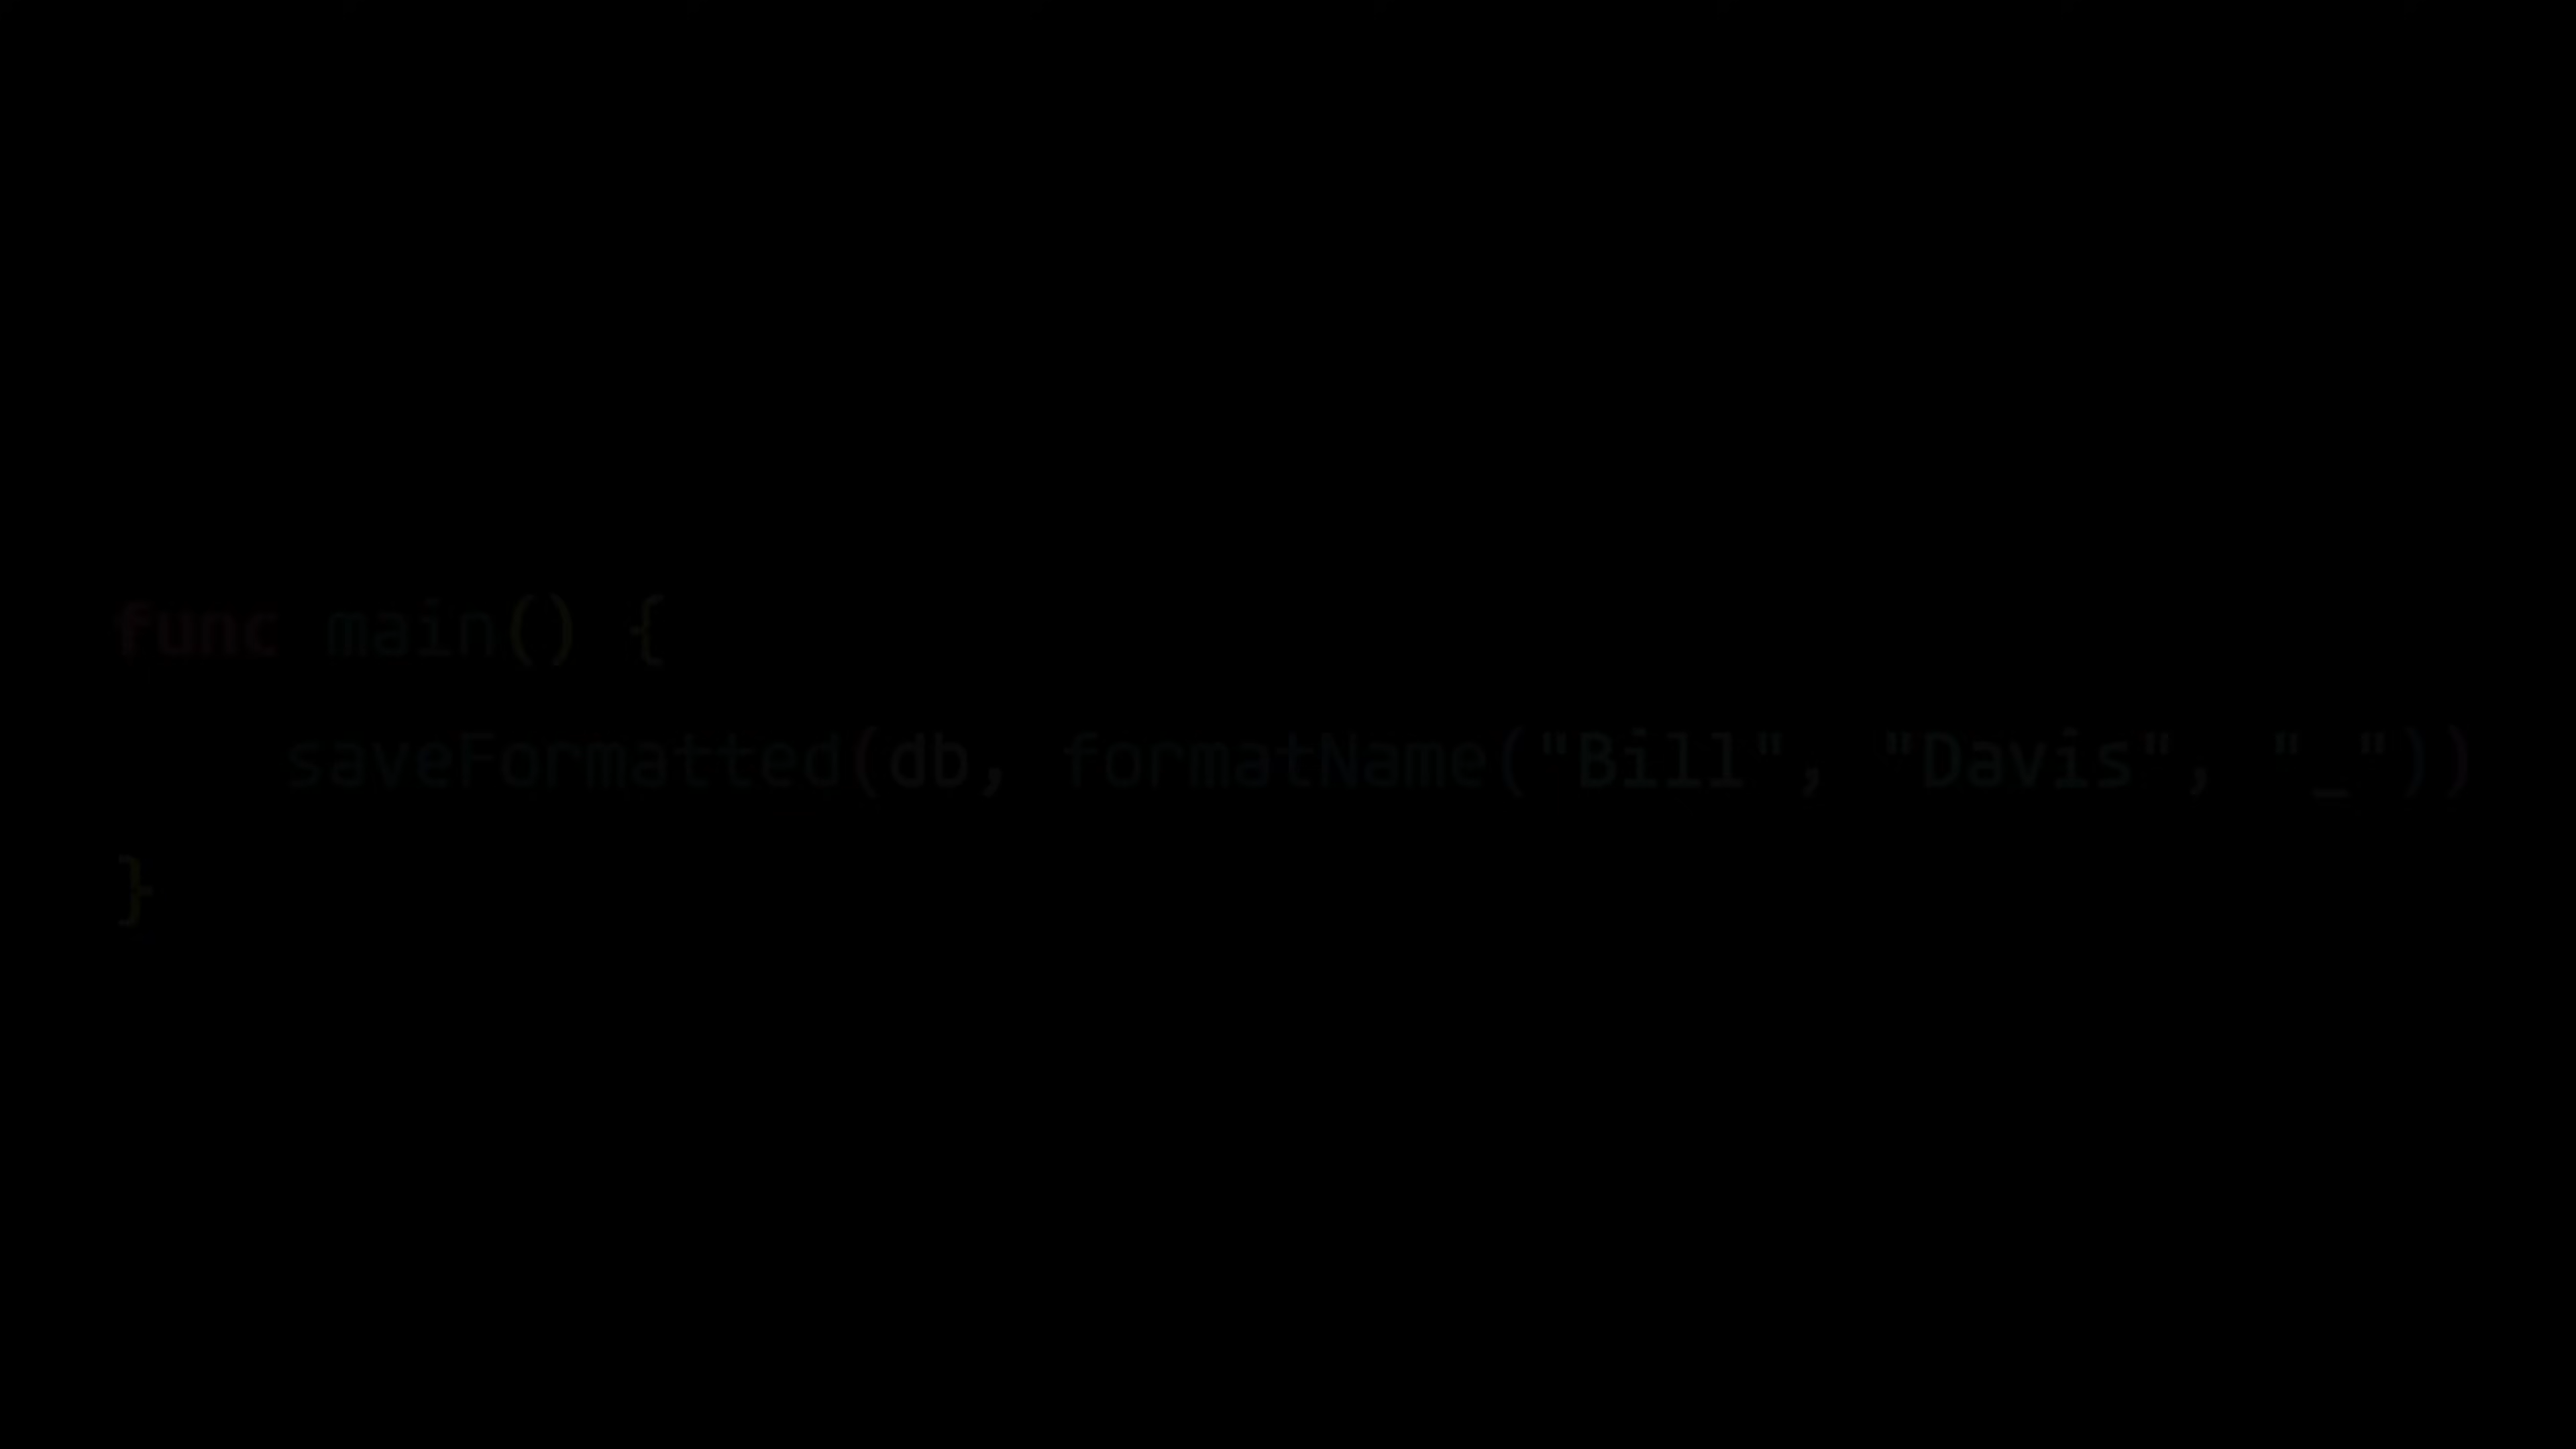 func main() {
    saveFormatted(db, formatName("Bill", "Davis", "_"))
}